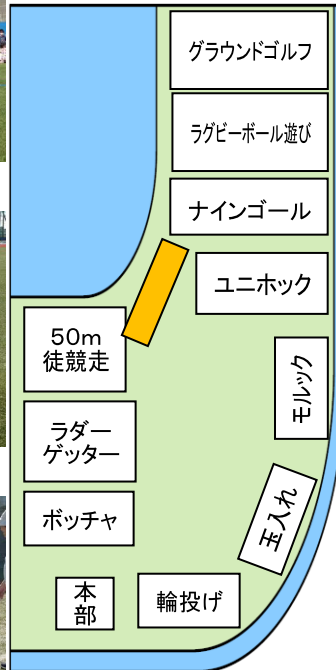 グラウンドゴルフ
ラグビーボール遊び
ナインゴール
ユニホック
50m
徒競走
モルック
ラダー
ゲッター
玉入れ
ボッチャ
本
部
輪投げ